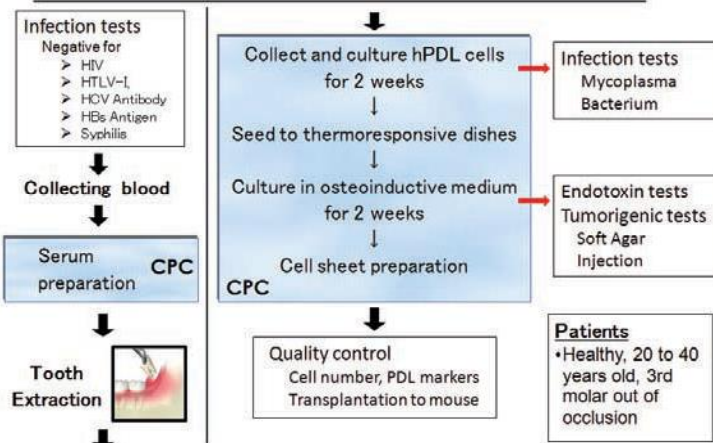 Infection tests
Negative for
➢ HIV
➢ HTLV-I,
➢ HCV Antibody
➢ HBs Antigen
➢ Syphilis
Collecting blood
Serum
preparation
CPC
Tooth
Extraction
Collect and culture hPDL cells
for 2 weeks
↓
Seed to thermoresponsive dishes
↓
Culture in osteoinductive medium
for 2 weeks
↓
Cell sheet preparation
CPC
Infection tests
Mycoplasma
Bacterium
Endotoxin tests
Tumorigenic tests
Soft Agar
Injection
Quality control
Cell number, PDL markers
Transplantation to mouse
Patients
•Healthy, 20 to 40
years old, 3rd
molar out of
occlusion